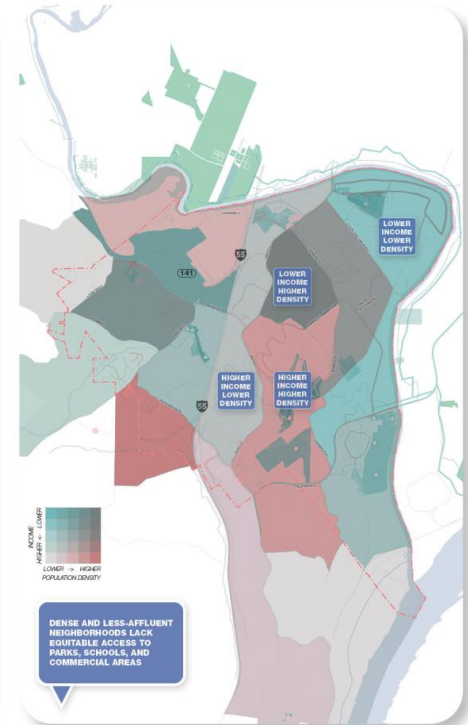 LOWER
INCOME
LOWER
DENSITY
55
141
LOWER
INCOME
HIGHER
DENSITY
HIGHER
INCOME
LOWER
DENSITY
HIGHER
INCOME
HIGHER
DENSITY
55
INCOME
HIGHER <- LOWER
LOWER -> HIGHER
POPULATION DENSITY
DENSE AND LESS-AFFLUENT
NEIGHBORHOODS LACK
EQUITABLE ACCESS TO
PARKS, SCHOOLS, AND
COMMERCIAL AREAS